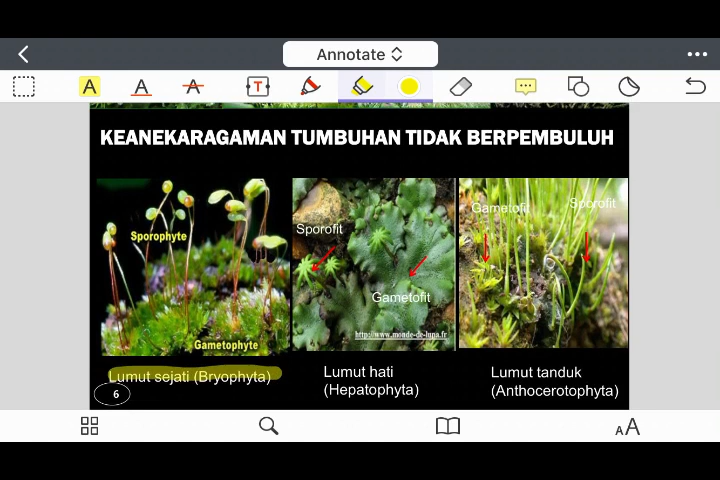 Annotate
A A A T
KEANEKARAGAMAN TUMBUHAN TIDAK BERPEMBULUH
Sporophyte
Gametophyte
Sporofit
Gametofit
http://www.monde-de-lupa.fr
Gametofit
Sporofit
Lumut sejati (Bryophyta)
Lumut hati
(Hepatophyta)
Lumut tanduk
(Anthocerotophyta)
6
AA